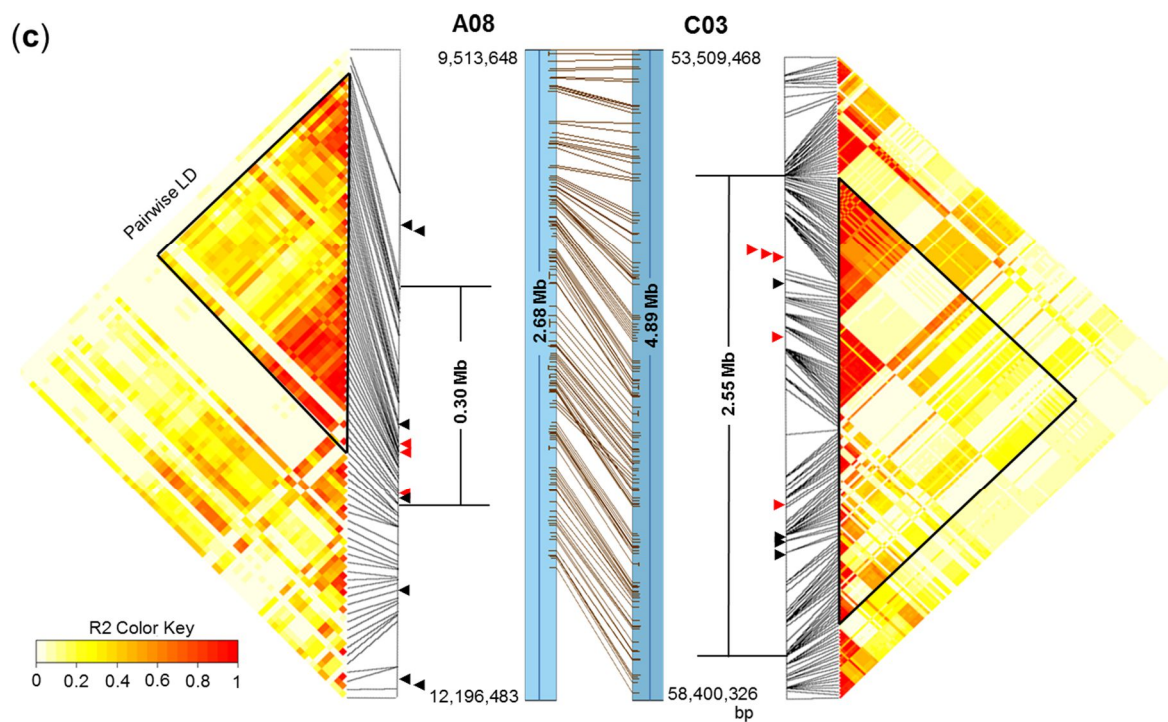 (c)
A08
C03
9,513,648
53,509,468
Pairwise LD
2.68 Mb
4.89 Mb
0.30 Mb
2.55 Mb
R2 Color Key
0 0.2 0.4 0.6 0.8 1
12,196,483
58,400,326
bp